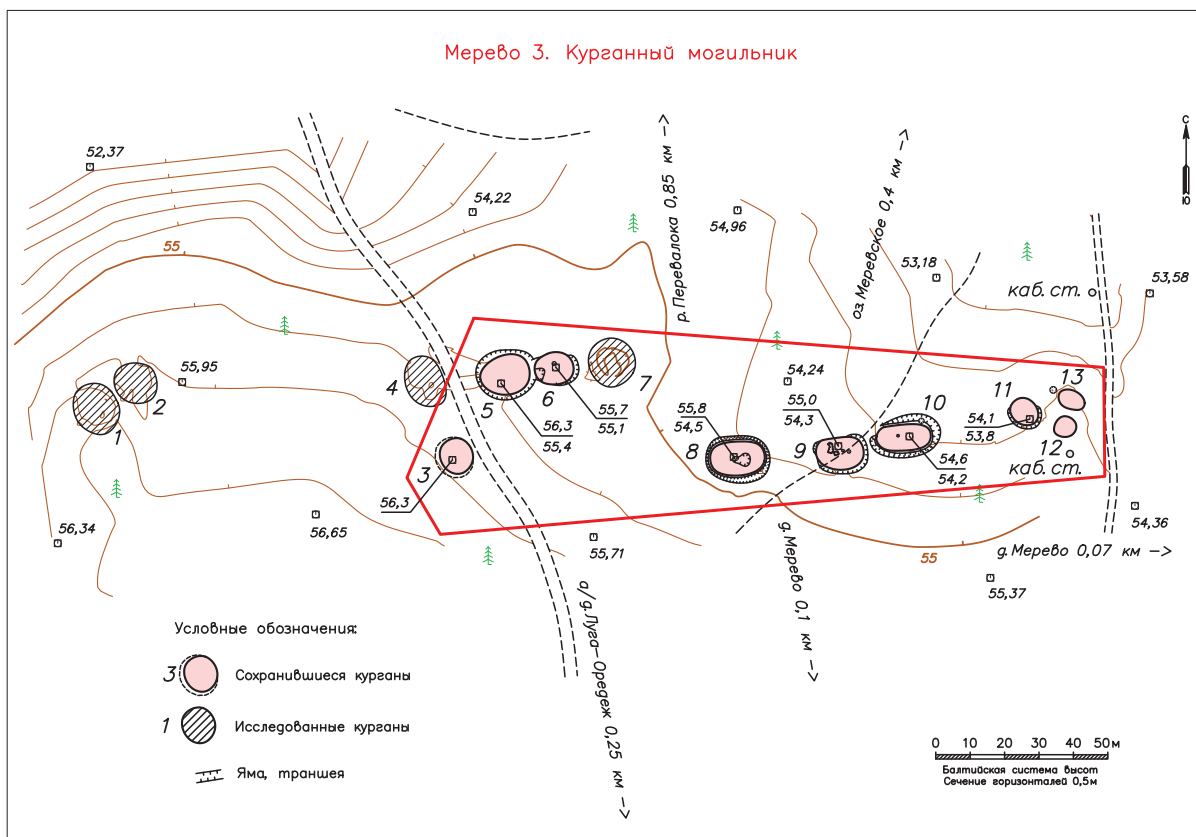 Мерево 3. Курганный могильник
С
Ю
52,37
54,22
54,96
53,18
53,58
55
р. Перевалока 0,85 км —>
оз. Меревское 0,4 км —>
каб. ст.
55,95
4
7
54,24
11
13
2
1
5
6
56,3
55,4
55,7
55,1
55,8
54,5
55,0
54,3
10
54,1
53,8
8
9
54,6
54,2
12
каб. ст.
3
56,3
56,34
56,65
55,71
54,36
55
д. Мерево 0,07 км —>
55,37
д. Мерево 0,1 км —>
а/д. Луга-Оредеж 0,25 км —>
Условные обозначения:
3 Сохранившиеся курганы
1 Исследованные курганы
Яма, траншея
0 10 20 30 40 50 м
Балтийская система высот
Сечение горизонталей 0,5м